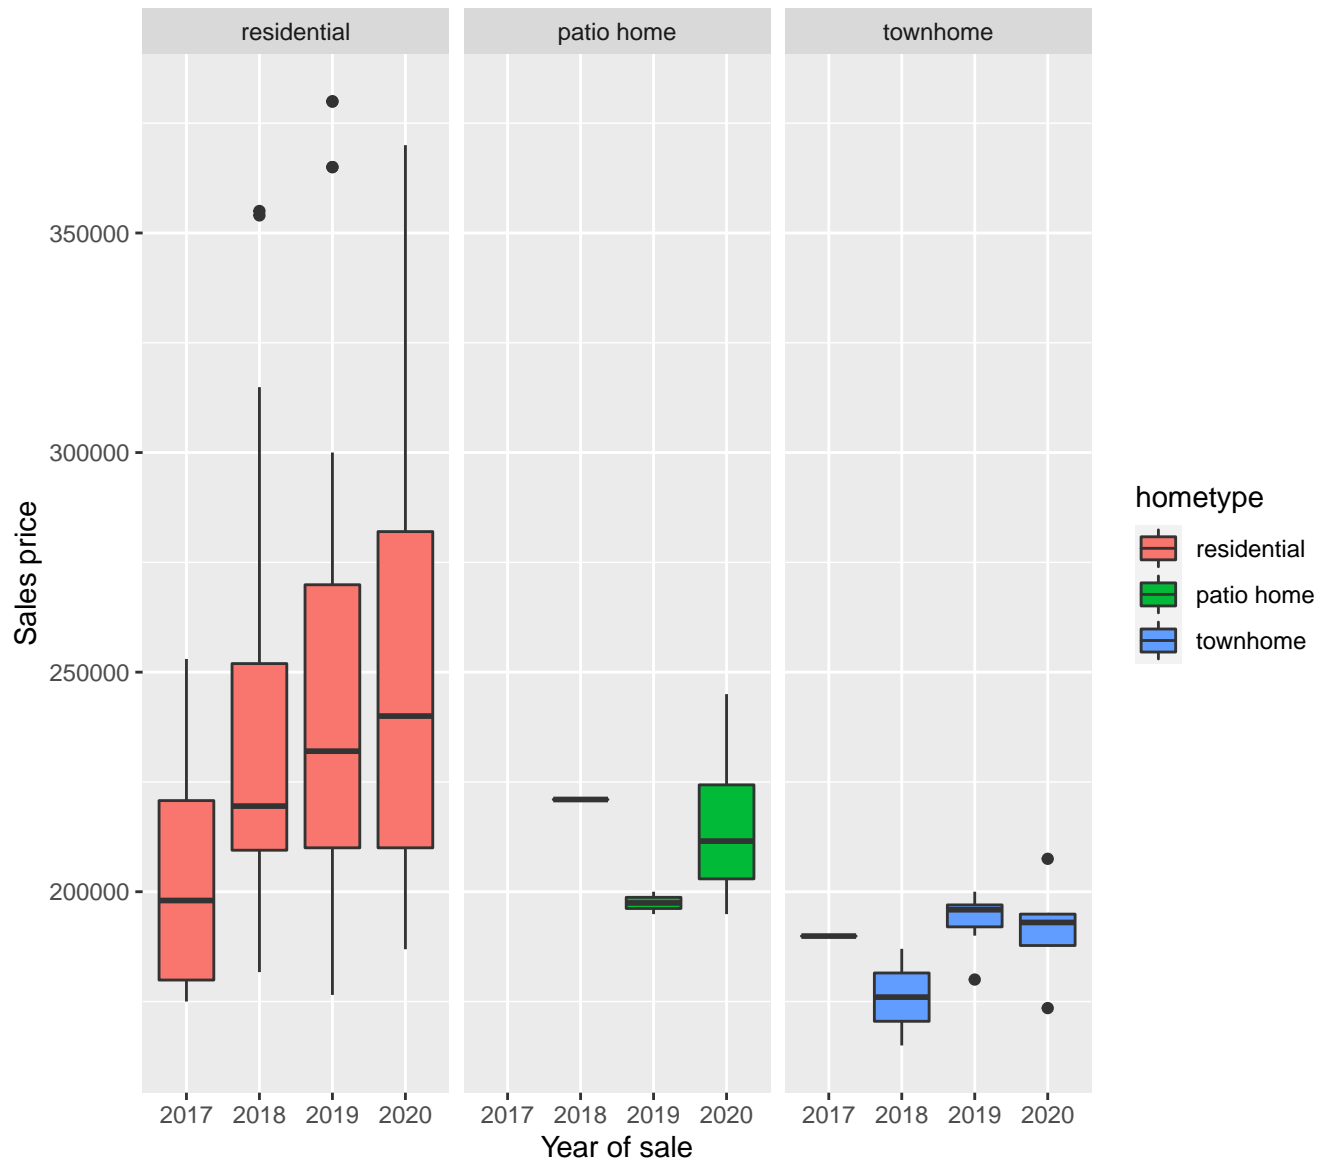 residential patio home townhome
Sales price
350000
300000
250000
200000
2017 2018 2019 2020 2017 2018 2019 2020 2017 2018 2019 2020
Year of sale
hometype
residential
patio home
townhome